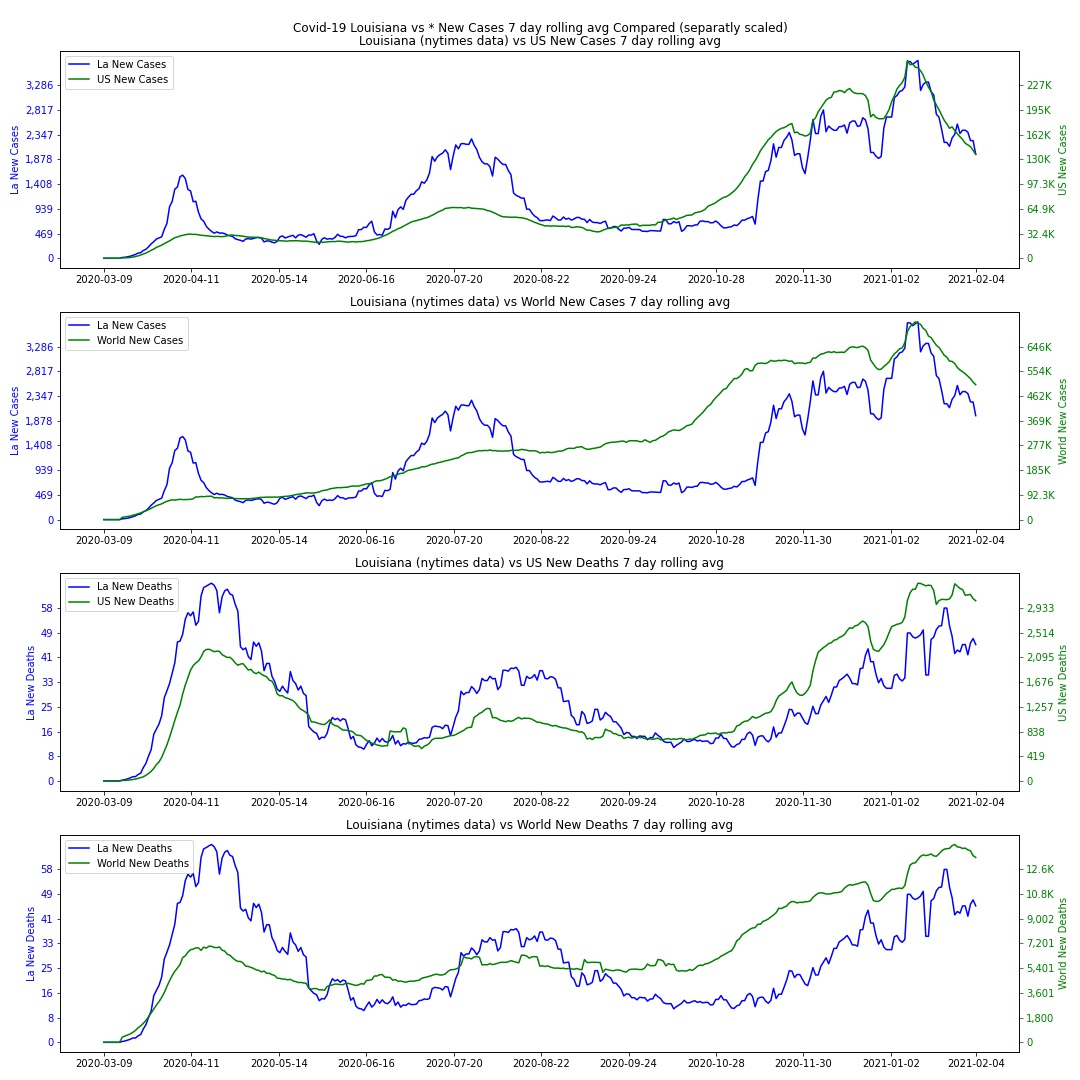 Covid-19 Louisiana vs * New Cases 7 day rolling avg Compared (separatly scaled)
Louisiana (nytimes data) vs US New Cases 7 day rolling avg
La New Cases
US New Cases
La New Cases
3,286
2,817
2,347
1,878
1,408
939
469
0
227K
195K
162K
130K
97.3K
64.9K
32.4K
0
US New Cases
2020-03-09 2020-04-11 2020-05-14 2020-06-16 2020-07-20 2020-08-22 2020-09-24 2020-10-28 2020-11-30 2021-01-02 2021-02-04
Louisiana (nytimes data) vs World New Cases 7 day rolling avg
La New Cases
World New Cases
La New Cases
3,286
2,817
2,347
1,878
1,408
939
469
0
646K
554K
462K
369K
277K
185K
92.3K
0
World New Cases
2020-03-09 2020-04-11 2020-05-14 2020-06-16 2020-07-20 2020-08-22 2020-09-24 2020-10-28 2020-11-30 2021-01-02 2021-02-04
Louisiana (nytimes data) vs US New Deaths 7 day rolling avg
La New Deaths
US New Deaths
La New Deaths
58
49
41
33
25
16
8
0
2,933
2,514
2,095
1,676
1,257
838
419
0
US New Deaths
2020-03-09 2020-04-11 2020-05-14 2020-06-16 2020-07-20 2020-08-22 2020-09-24 2020-10-28 2020-11-30 2021-01-02 2021-02-04
Louisiana (nytimes data) vs World New Deaths 7 day rolling avg
La New Deaths
World New Deaths
La New Deaths
58
49
41
33
25
16
8
0
12.6K
10.8K
9,002
7,201
5,401
3,601
1,800
0
World New Deaths
2020-03-09 2020-04-11 2020-05-14 2020-06-16 2020-07-20 2020-08-22 2020-09-24 2020-10-28 2020-11-30 2021-01-02 2021-02-04